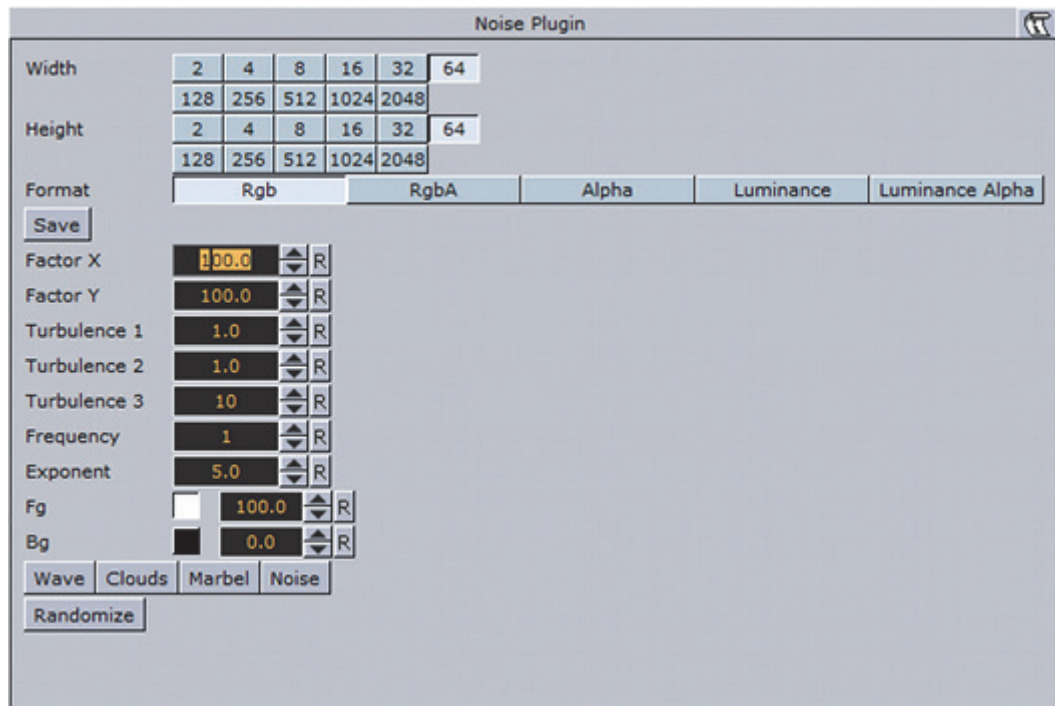 Noise Plugin
Width 2 4 8 16 32 64
128 256 512 1024 2048
Height 2 4 8 16 32 64
128 256 512 1024 2048
Format Rgb RgbA Alpha Luminance Luminance Alpha
Save
Factor X 100.0 R
Factor Y 100.0 R
Turbulence 1 1.0 R
Turbulence 2 1.0 R
Turbulence 3 10 R
Frequency 1 R
Exponent 5.0 R
Fg 100.0 R
Bg 0.0 R
Wave Clouds Marbel Noise
Randomize